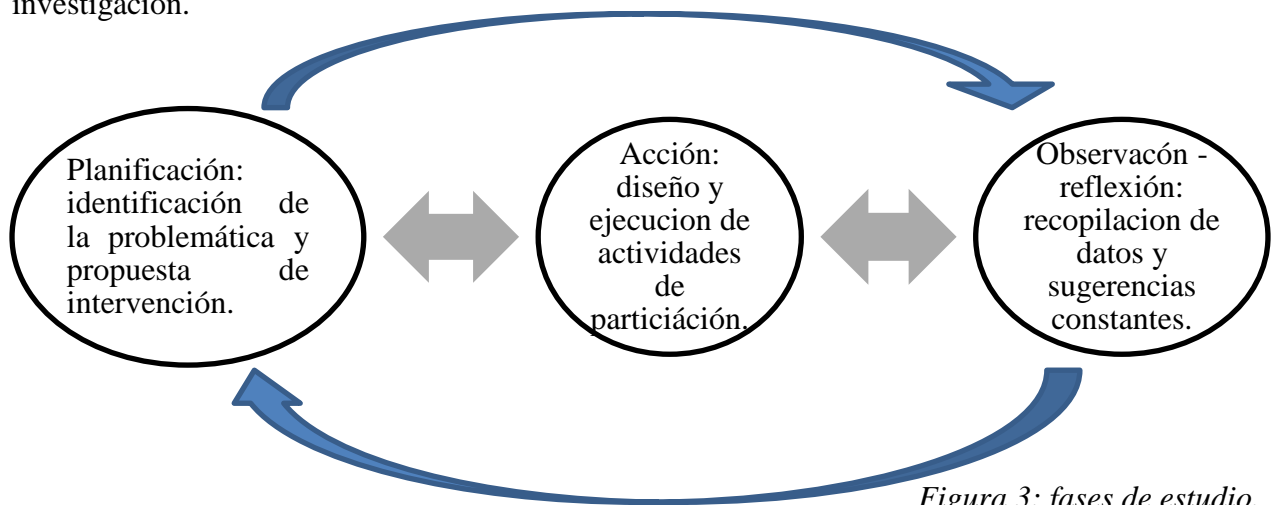 investigación.
Planificación:
identificación de
la problemática y
propuesta de
intervención.
Acción:
diseño y
ejecucion de
actividades
de
particiáción.
Observacón -
reflexión:
recopilacion de
datos y
sugerencias
constantes.
Figura 3: fases de estudio.